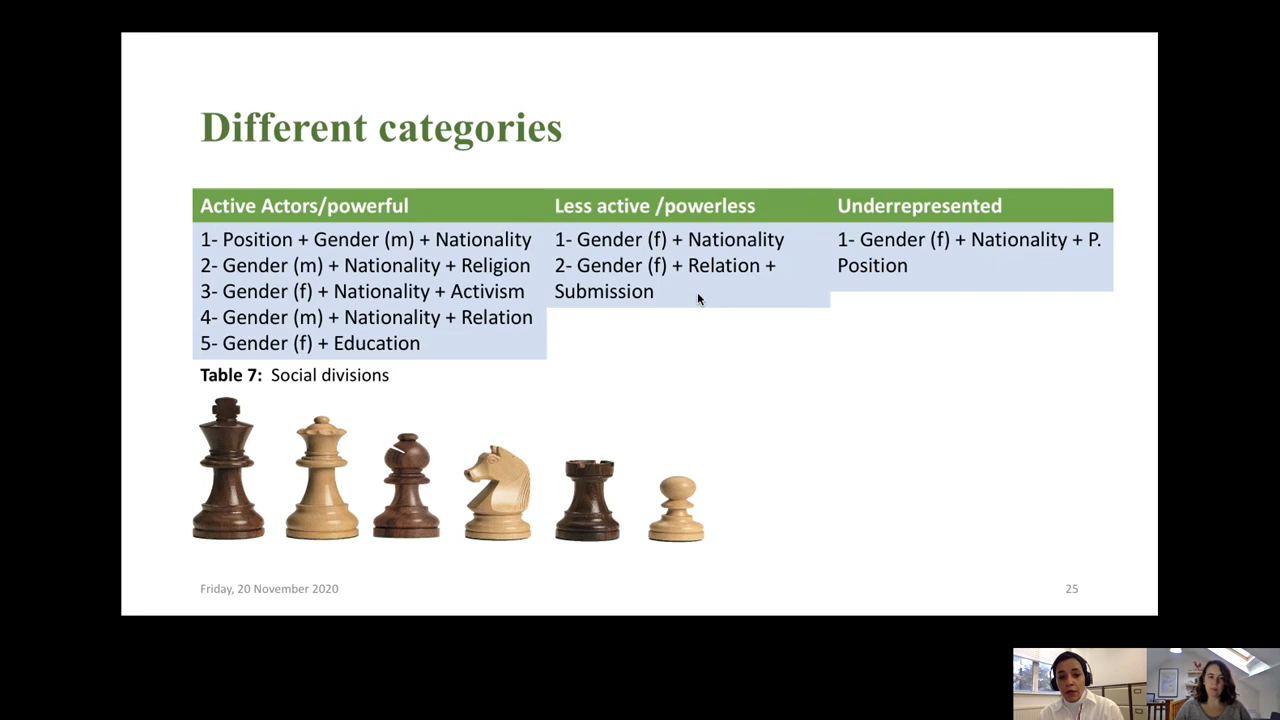 Different categories
Active Actors/powerful
1- Position + Gender (m) + Nationality
2- Gender (m) + Nationality + Religion
3- Gender (f) + Nationality + Activism
4- Gender (m) + Nationality + Relation
5- Gender (f) + Education
Less active /powerless
1- Gender (f) + Nationality
2- Gender (f) + Relation +
Submission
Underrepresented
1- Gender (f) + Nationality + P.
Position
Table 7: Social divisions
Friday, 20 November 2020
25